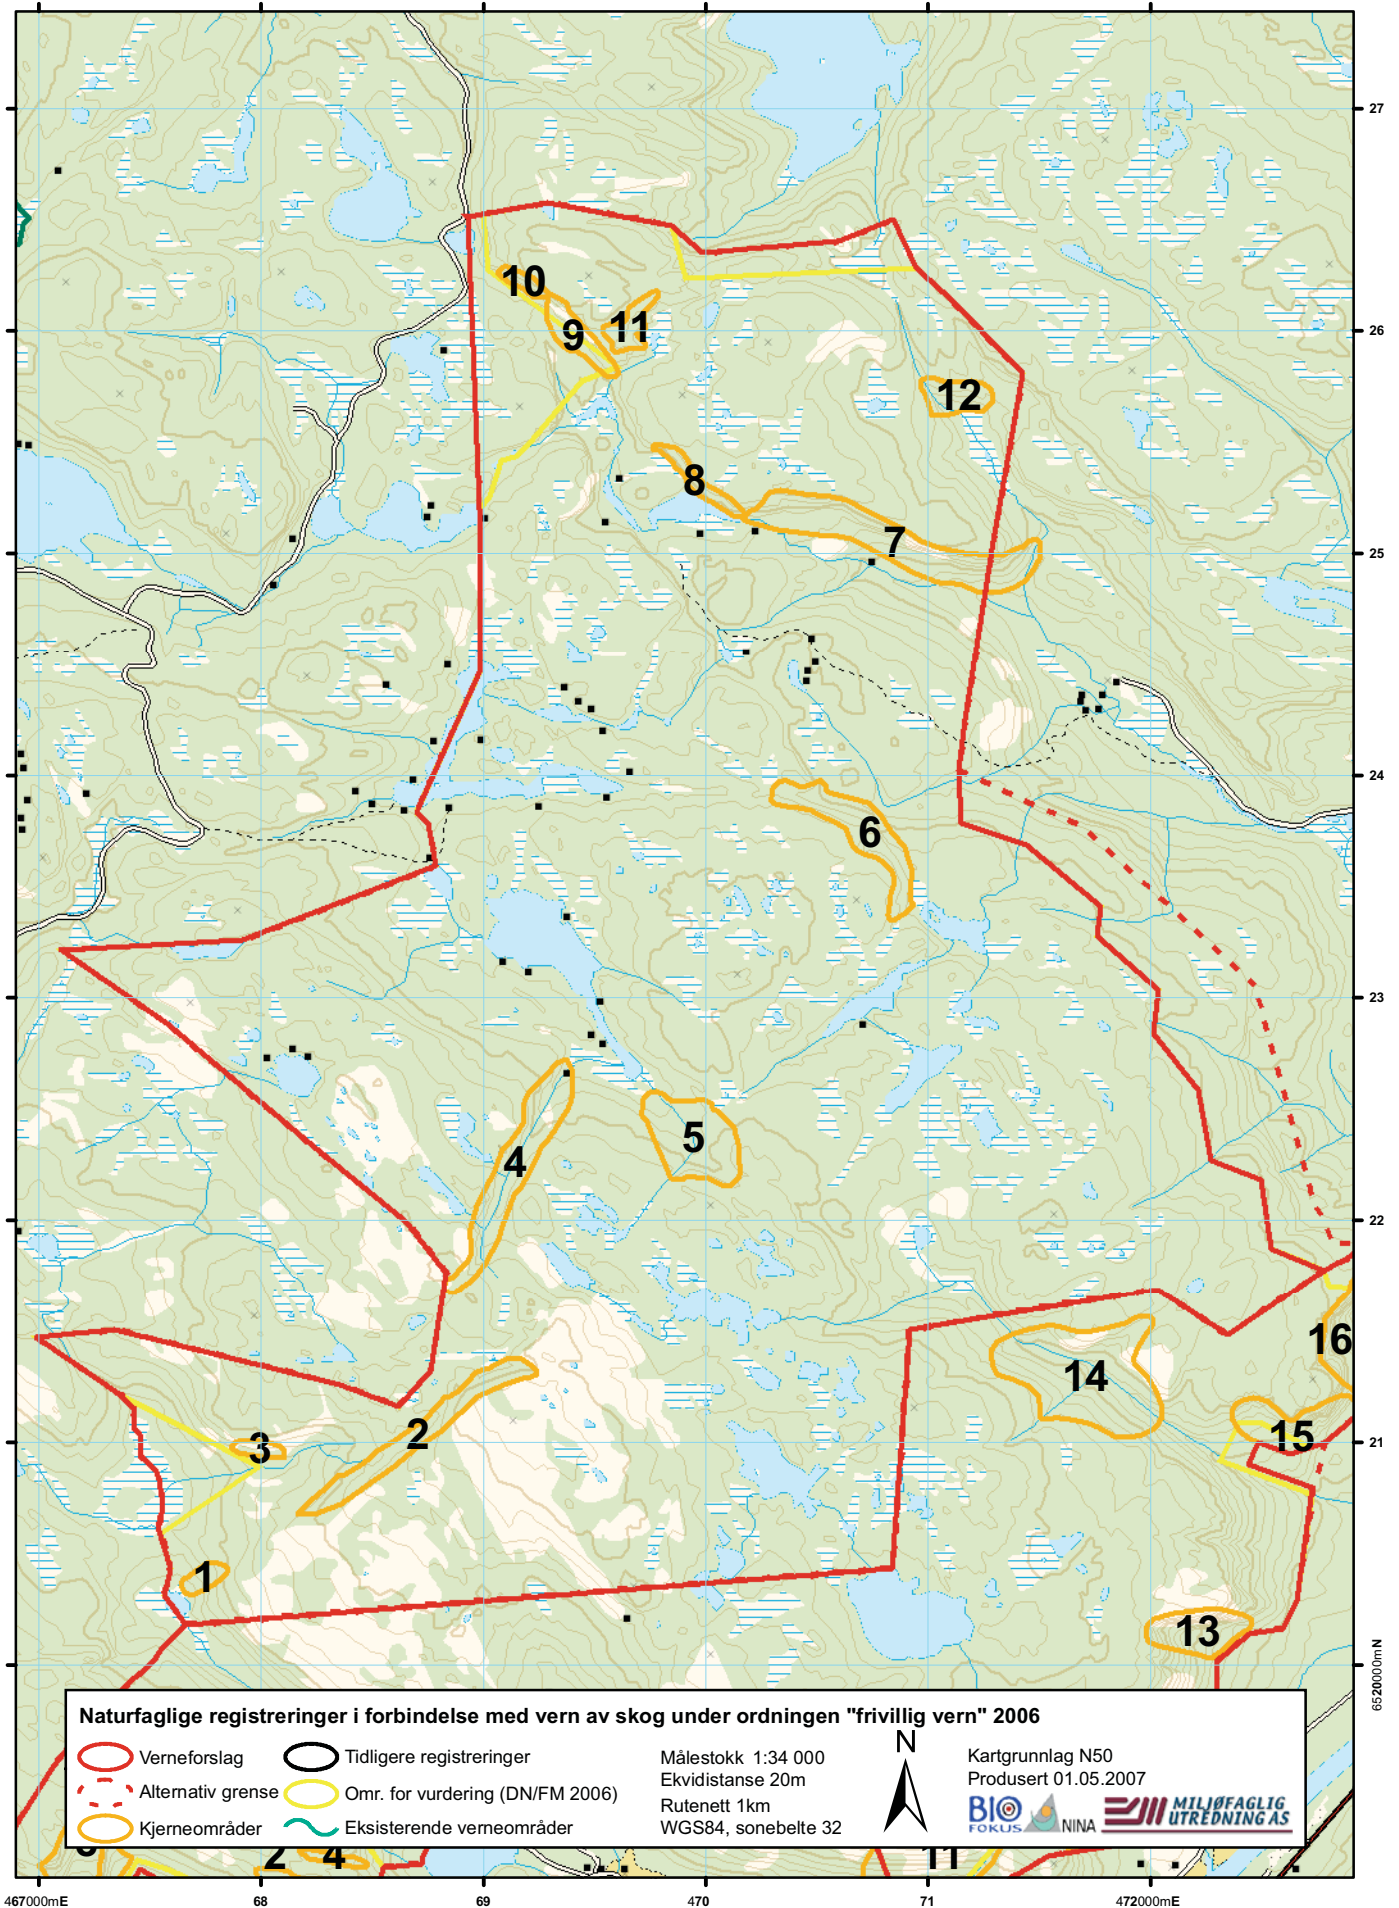 27
10
11
9
26
12
8
7
25
24
6
23
5
4
22
16
14
2
15
3
21
1
13
6520000mN
Naturfaglige registreringer i forbindelse med vern av skog under ordningen "frivillig vern" 2006
Verneforslag
Tidligere registreringer
Alternativ grense
Omr. for vurdering (DN/FM 2006)
Kjerneområder
Eksisterende verneområder
Målestokk 1:34 000
Ekvidistanse 20m
Rutenett 1km
WGS84, sonebelte 32
N
Kartgrunnlag N50
Produsert 01.05.2007
BIO
FOKUS
NINA
MILJØFAGLIG
UTREDNING AS
2
4
11
467000mE
68
69
470
71
472000mE